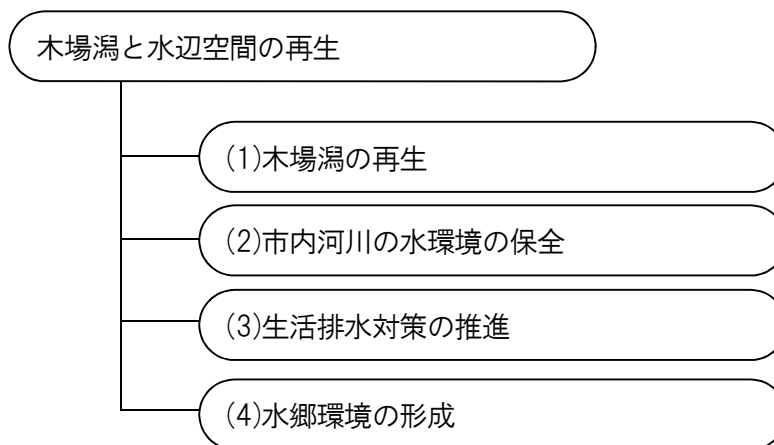 木場潟と水辺空間の再生
(1)木場潟の再生
(2)市内河川の水環境の保全
(3)生活排水対策の推進
(4)水郷環境の形成